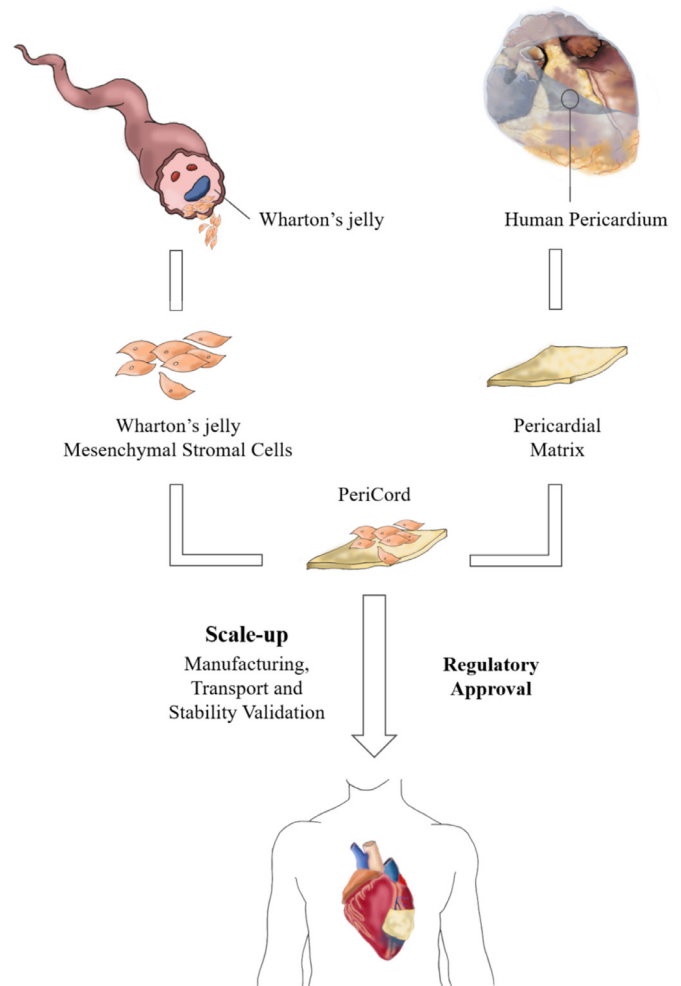 Wharton's jelly
Human Pericardium
Wharton's jelly
Mesenchymal Stromal Cells
Pericardial
Matrix
PeriCord
Scale-up
Manufacturing,
Transport and
Stability Validation
Regulatory
Approval